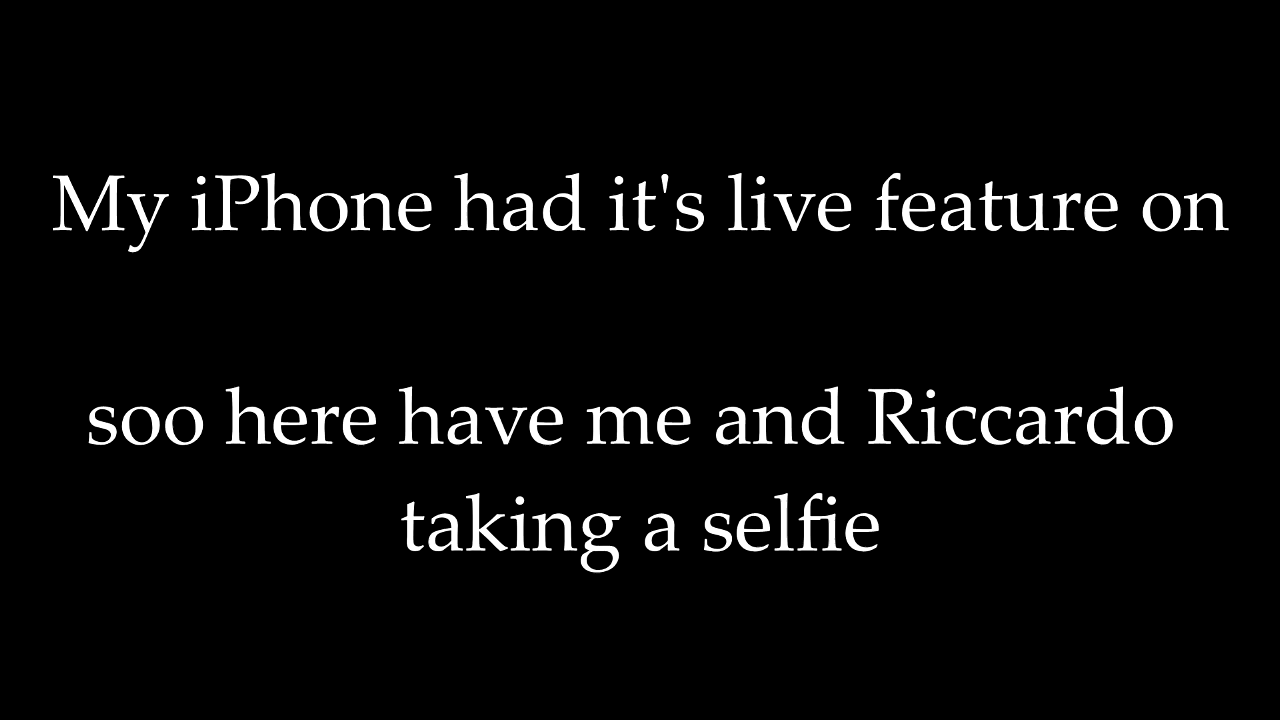 My iPhone had it's live feature on
soo here have me and Riccardo
taking a selfie